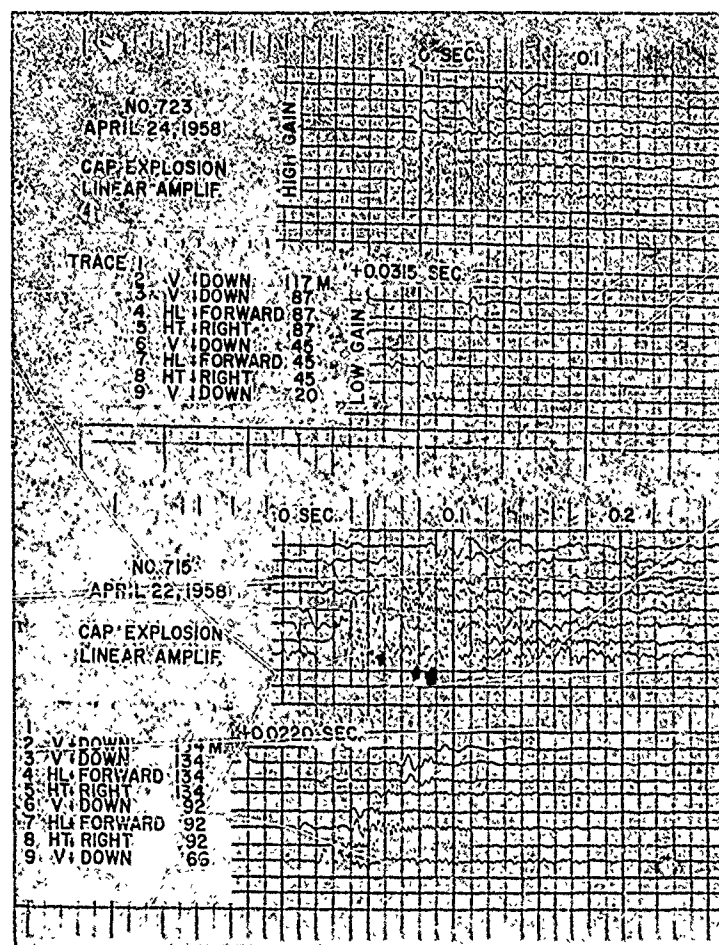 0 SEC. 0.1
NO. 723
APRIL 24, 1958
HIGH GAIN
CAP EXPLOSION
LINEAR AMPLIF.
TRACE 1
+0.0315 SEC.
2 V ↓ DOWN 117 M
3 V ↓ DOWN 87
4 HL ↓ FORWARD 87
5 HT ↓ RIGHT 87
6 V ↓ DOWN 45
7 HL ↓ FORWARD 45
8 HT ↓ RIGHT 45
9 V ↓ DOWN 20
LOW GAIN
0 SEC. 0.1 0.2
NO. 715
APRIL 22, 1958
CAP EXPLOSION
LINEAR AMPLIF.
1
+0.0220 SEC.
2 V ↓ DOWN 134 M
3 V ↓ DOWN 134
4 HL ↓ FORWARD 134
5 HT ↓ RIGHT 134
6 V ↓ DOWN 92
7 HL ↓ FORWARD 92
8 HT ↓ RIGHT 92
9 V ↓ DOWN 66